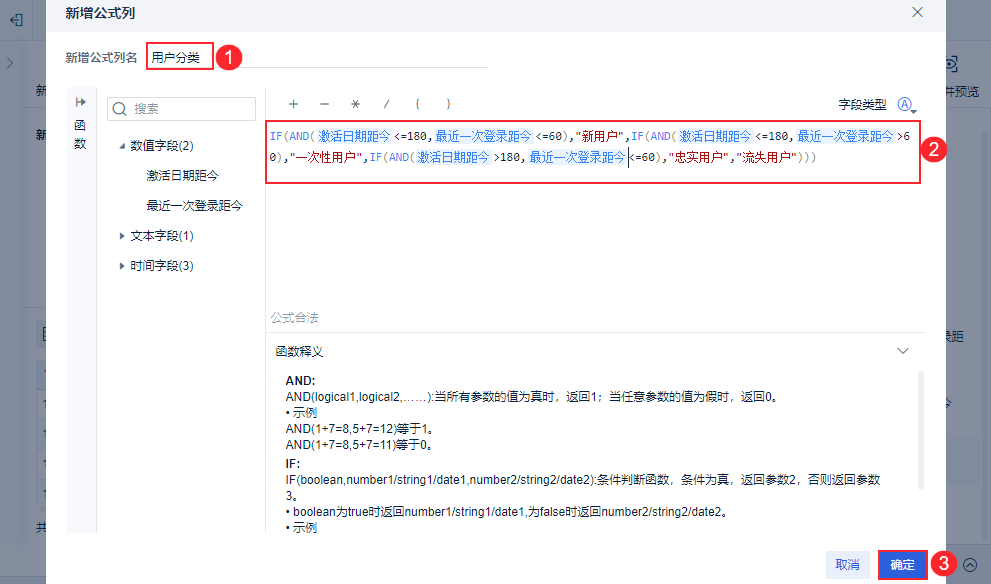 新增公式列
新增公式列名 用户分类 1
函数
搜索
+ − * / ( )
字段类型 A
数值字段(2)
激活日期距今
最近一次登录距今
文本字段(1)
时间字段(3)
IF(AND(激活日期距今<=180,最近一次登录距今<=60),"新用户",IF(AND(激活日期距今<=180,最近一次登录距今>6
0),"一次性用户",IF(AND(激活日期距今>180,最近一次登录距今<=60),"忠实用户","流失用户")))
2
公式合法
函数释义
AND:
AND(logical1,logical2,……):当所有参数的值为真时，返回1；当任意参数的值为假时，返回0。
• 示例
AND(1+7=8,5+7=12)等于1。
AND(1+7=8,5+7=11)等于0。
IF:
IF(boolean,number1/string1/date1,number2/string2/date2):条件判断函数，条件为真，返回参数2，否则返回参数
3。
• boolean为true时返回number1/string1/date1,为false时返回number2/string2/date2。
• 示例
取消
确定 3
新
新
共
预览
距